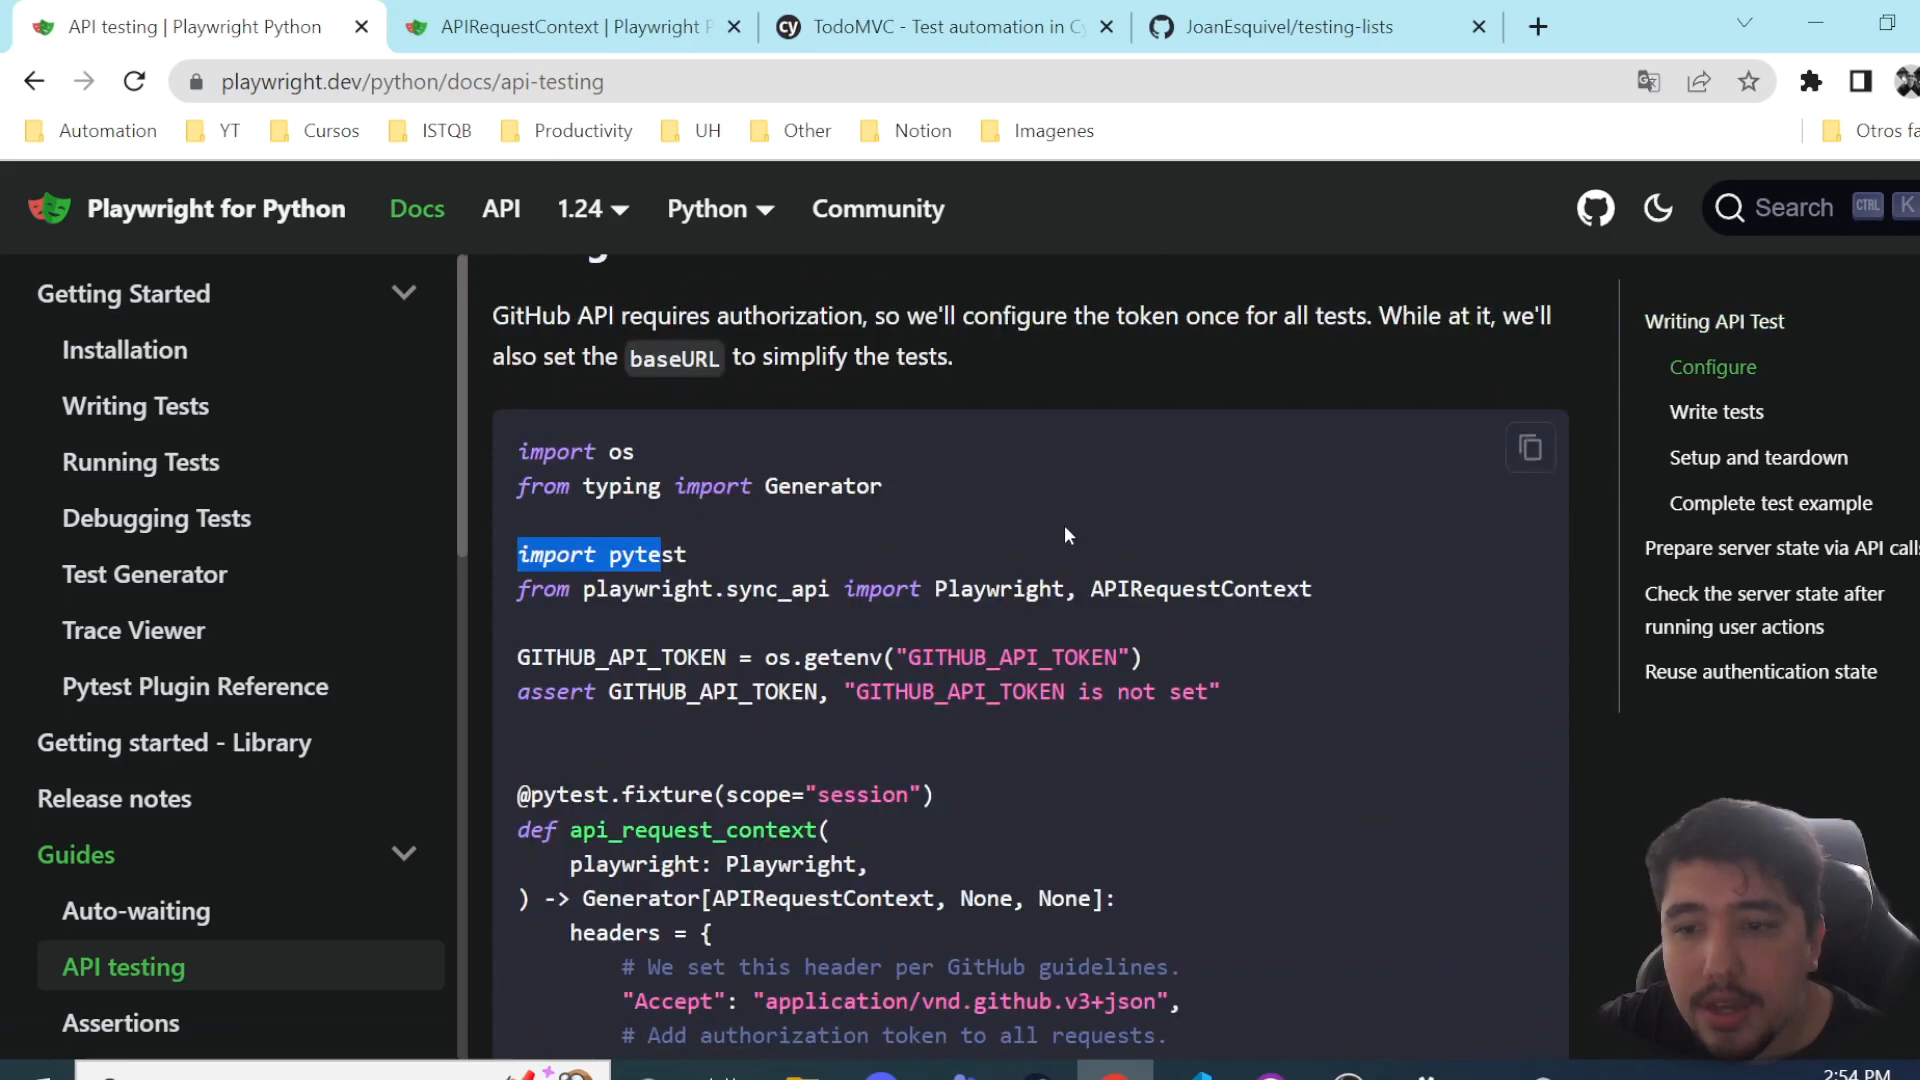 API testing | Playwright Python
APIRequestContext | Playwright P
TodoMVC - Test automation in Cy
JoanEsquivel/testing-lists
playwright.dev/python/docs/api-testing
Automation
YT
Cursos
ISTQB
Productivity
UH
Other
Notion
Imagenes
Otros fa
Playwright for Python
Docs
API
1.24
Python
Community
Search
CTRL
K
Getting Started
Installation
Writing Tests
Running Tests
Debugging Tests
Test Generator
Trace Viewer
Pytest Plugin Reference
Getting started - Library
Release notes
Guides
Auto-waiting
API testing
Assertions
GitHub API requires authorization, so we'll configure the token once for all tests. While at it, we'll
also set the baseURL to simplify the tests.
import os
from typing import Generator
import pytest
from playwright.sync_api import Playwright, APIRequestContext
GITHUB_API_TOKEN = os.getenv("GITHUB_API_TOKEN")
assert GITHUB_API_TOKEN, "GITHUB_API_TOKEN is not set"
@pytest.fixture(scope="session")
def api_request_context(
playwright: Playwright,
) -> Generator[APIRequestContext, None, None]:
headers = {
# We set this header per GitHub guidelines.
"Accept": "application/vnd.github.v3+json",
# Add authorization token to all requests.
Writing API Test
Configure
Write tests
Setup and teardown
Complete test example
Prepare server state via API calls
Check the server state after
running user actions
Reuse authentication state
2:54 PM